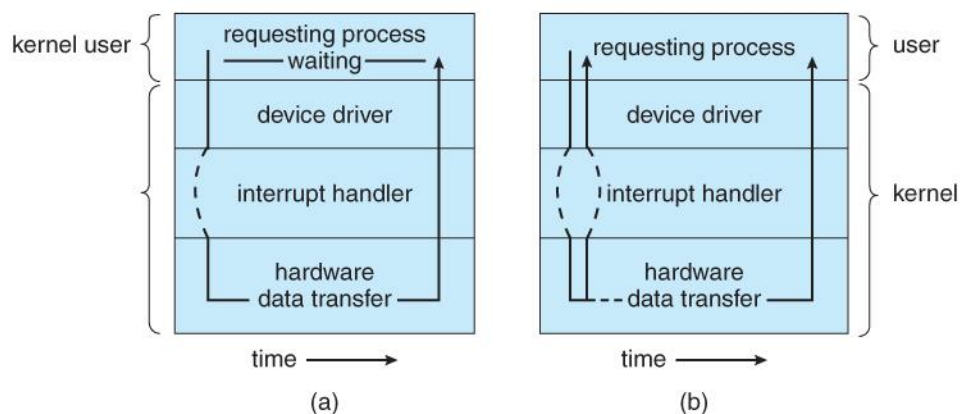 kernel user
requesting process
waiting
device driver
interrupt handler
hardware
data transfer
time
(a)
requesting process
device driver
interrupt handler
hardware
data transfer
user
kernel
time
(b)